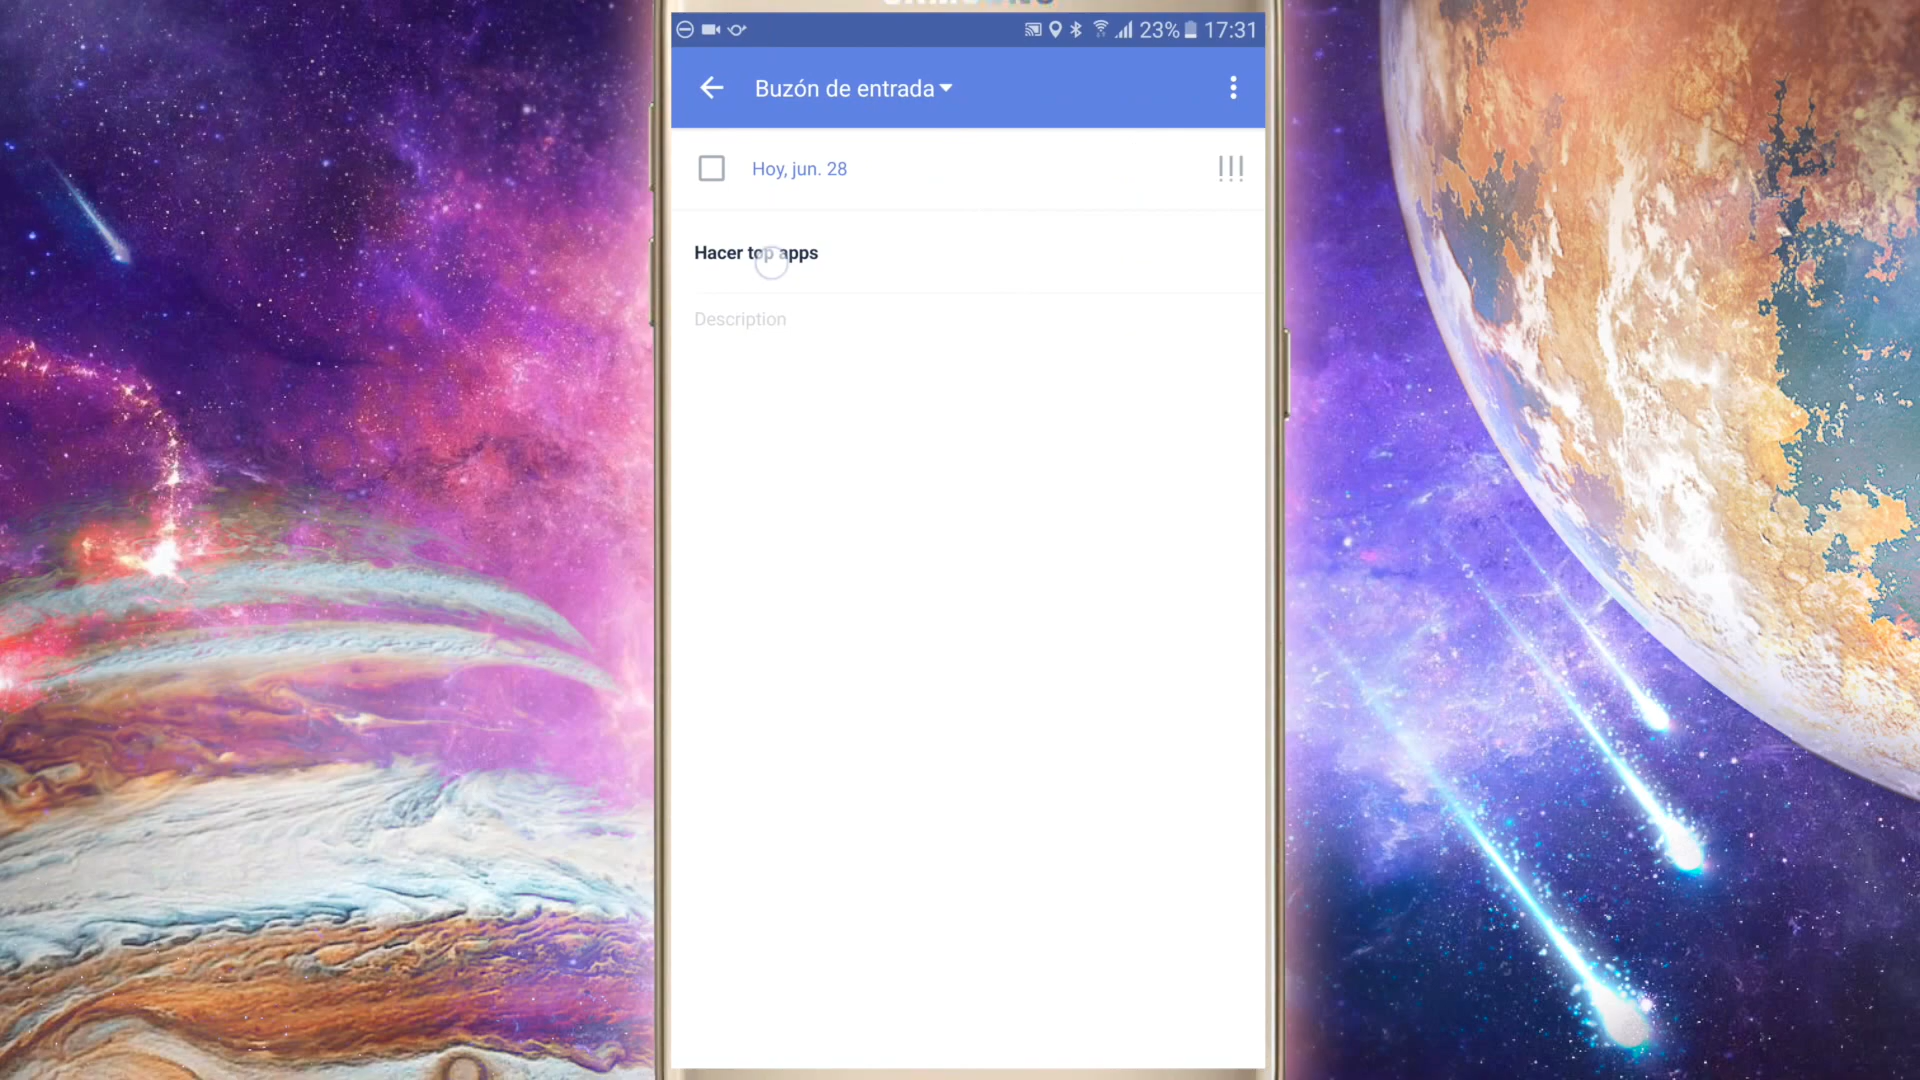 23% 17:31
Buzón de entrada
Hoy, jun. 28
Hacer top apps
Description